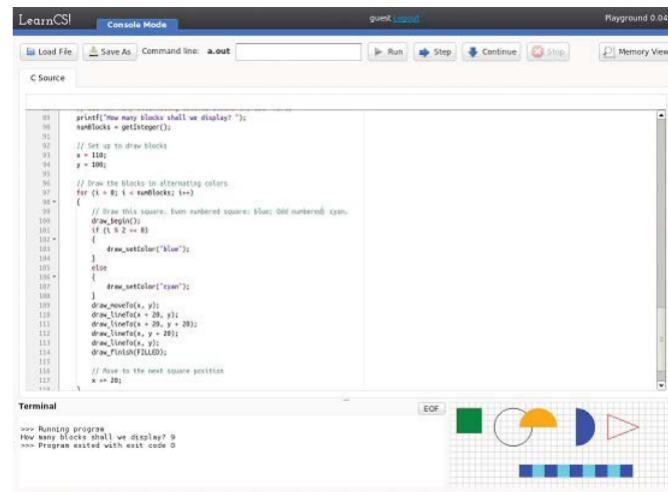 LearnCS!
Console Mode
guest Logout
Playground 0.04
Load File
Save As
Command line: a.out
Run
Step
Continue
Stop
Memory View
C Source
89 printf("How many blocks shall we display? ");
90 numBlocks = getInteger();
91
92 // Set up to draw blocks
93 x = 110;
94 y = 100;
95
96 // Draw the blocks in alternating colors
97 for (i = 0; i < numBlocks; i++)
98 {
99 // Draw this square. Even numbered square: blue; Odd numbered: cyan.
100 draw_begin();
101 if (i % 2 == 0)
102 {
103 draw_setColor("blue");
104 }
105 else
106 {
107 draw_setColor("cyan");
108 }
109 draw_moveTo(x, y);
110 draw_lineTo(x + 20, y);
111 draw_lineTo(x + 20, y + 20);
112 draw_lineTo(x, y + 20);
113 draw_lineTo(x, y);
114 draw_finish(FILLED);
115
116 // Move to the next square position
117 x += 20;
118 }
Terminal
EOF
>>> Running program
How many blocks shall we display? 9
>>> Program exited with exit code 0